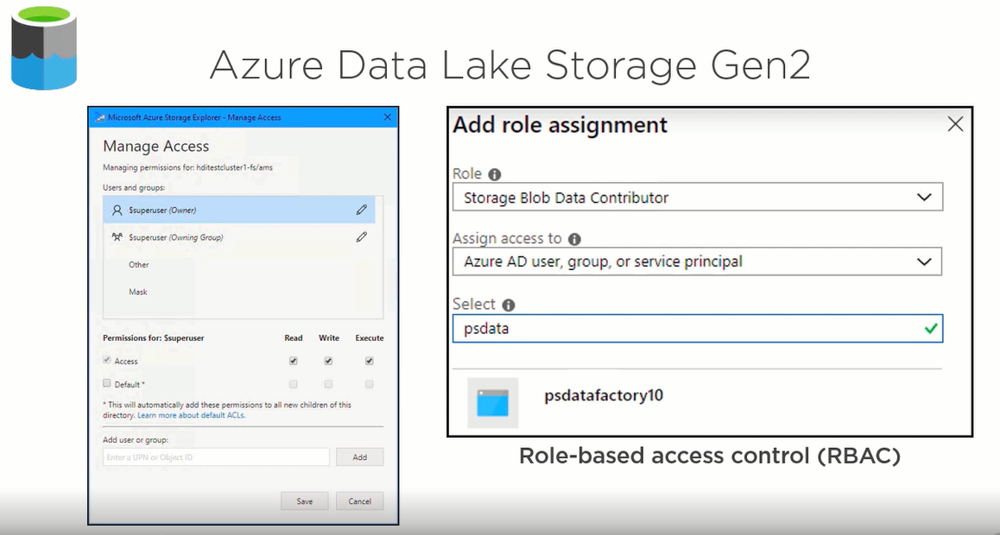 Azure Data Lake Storage Gen2
Microsoft Azure Storage Explorer - Manage Access
Manage Access
Managing permissions for: hditestcluster1-fs/ams
Users and groups:
$superuser (Owner)
$superuser (Owning Group)
Other
Mask
Permissions for: $superuser Read Write Execute
Access
Default *
* This will automatically add these permissions to all new children of this
directory. Learn more about default ACLs.
Add user or group:
Enter a UPN or Object ID Add
Save Cancel
Add role assignment
Role
Storage Blob Data Contributor
Assign access to
Azure AD user, group, or service principal
Select
psdata
psdatafactory10
Role-based access control (RBAC)